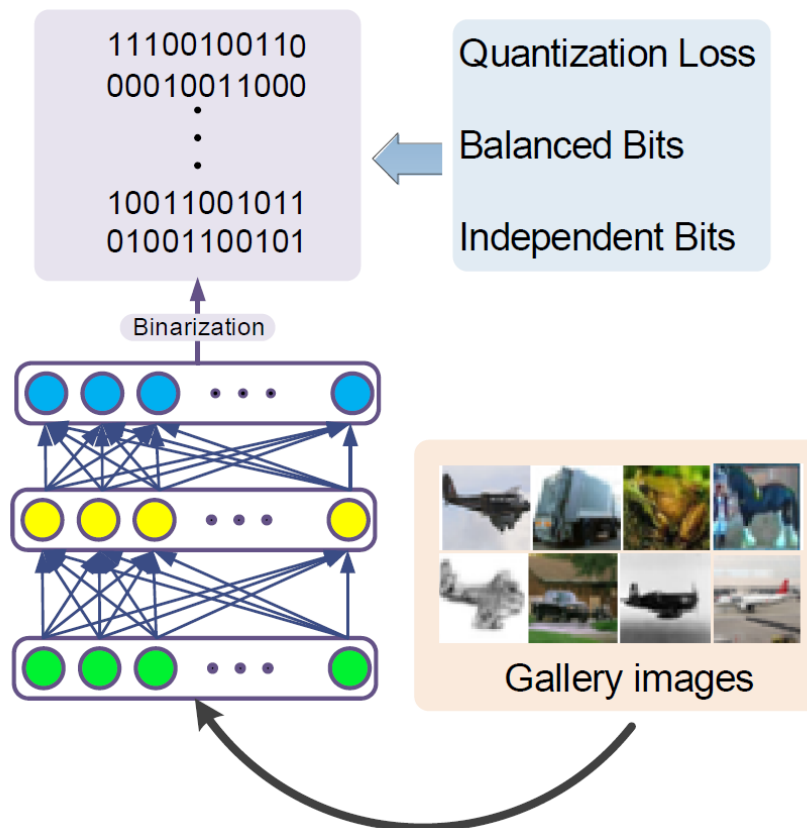 11100100110
00010011000
10011001011
01001100101
Quantization Loss
Balanced Bits
Independent Bits
Binarization
Gallery images